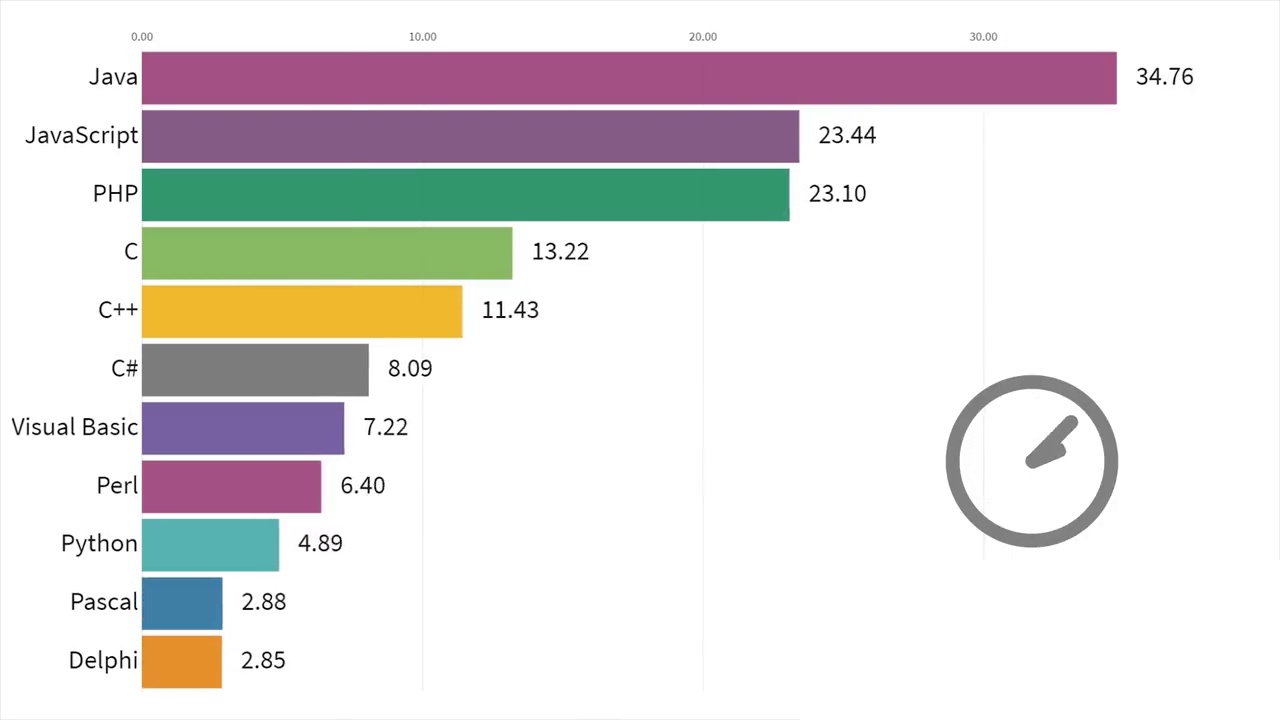 0.00 10.00 20.00 30.00
Java 34.76
JavaScript 23.44
PHP 23.10
C 13.22
C++ 11.43
C# 8.09
Visual Basic 7.22
Perl 6.40
Python 4.89
Pascal 2.88
Delphi 2.85